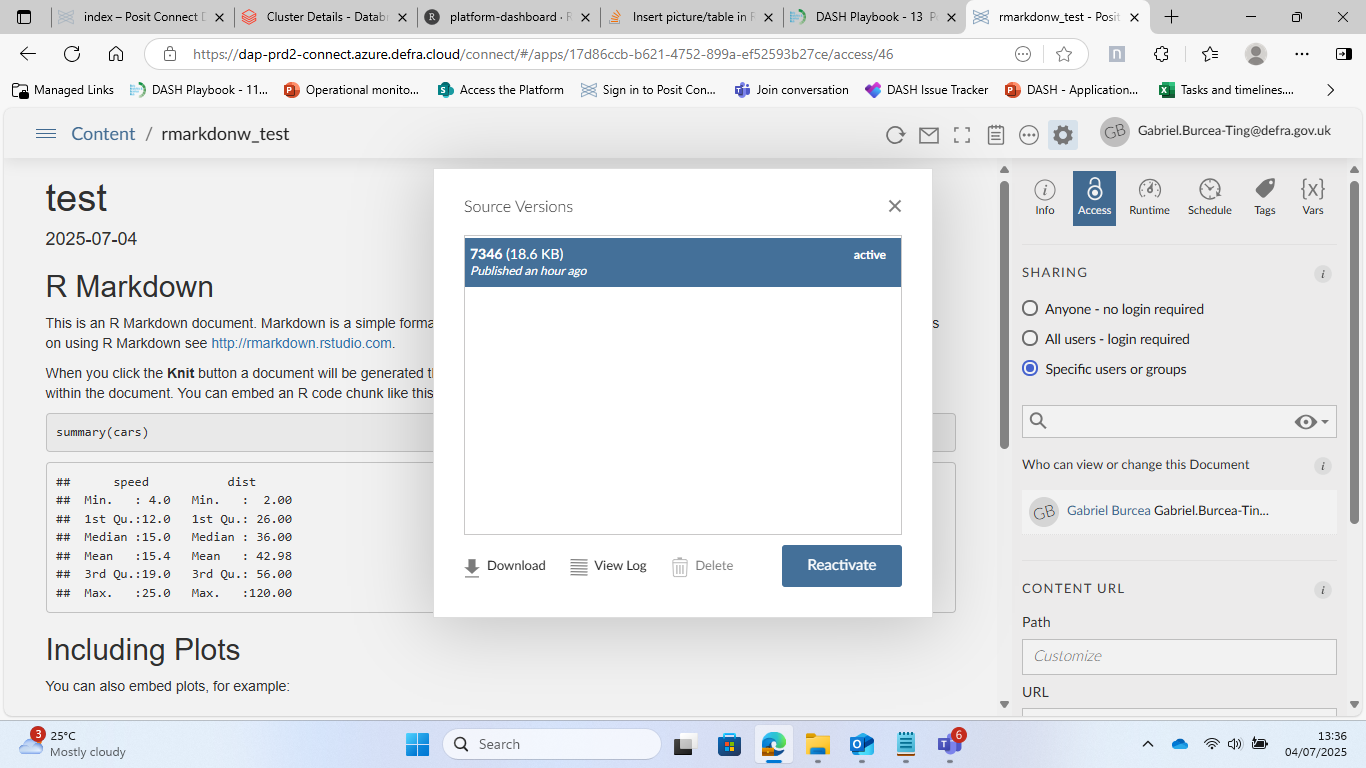 index – Posit Connect D
Cluster Details - Datab
platform-dashboard - R
Insert picture/table in R
DASH Playbook - 13 P
rmarkdonw_test - Posit
https://dap-prd2-connect.azure.defra.cloud/connect/#/apps/17d86ccb-b621-4752-899a-ef52593b27ce/access/46
Managed Links
DASH Playbook - 11...
Operational monito...
Access the Platform
Sign in to Posit Con...
Join conversation
DASH Issue Tracker
DASH - Application...
Tasks and timelines....
Content / rmarkdonw_test
GB
Gabriel.Burcea-Ting@defra.gov.uk
test
2025-07-04
R Markdown
This is an R Markdown document. Markdown is a simple forma
s
on using R Markdown see http://rmarkdown.rstudio.com.
When you click the Knit button a document will be generated t
within the document. You can embed an R code chunk like this
summary(cars)
## speed dist
## Min. : 4.0 Min. : 2.00
## 1st Qu.:12.0 1st Qu.: 26.00
## Median :15.0 Median : 36.00
## Mean :15.4 Mean : 42.98
## 3rd Qu.:19.0 3rd Qu.: 56.00
## Max. :25.0 Max. :120.00
Including Plots
You can also embed plots, for example:
Source Versions
7346 (18.6 KB)
active
Published an hour ago
Download
View Log
Delete
Reactivate
Info
Access
Runtime
Schedule
Tags
{x}
Vars
SHARING
Anyone - no login required
All users - login required
Specific users or groups
Who can view or change this Document
GB
Gabriel Burcea Gabriel.Burcea-Tin...
CONTENT URL
Path
Customize
URL
3
25°C
Mostly cloudy
Search
6
13:36
04/07/2025